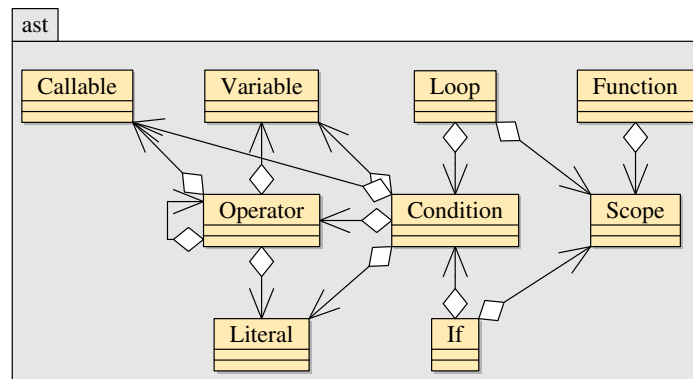 ast
Callable
Variable
Loop
Function
Operator
Condition
Scope
Literal
If